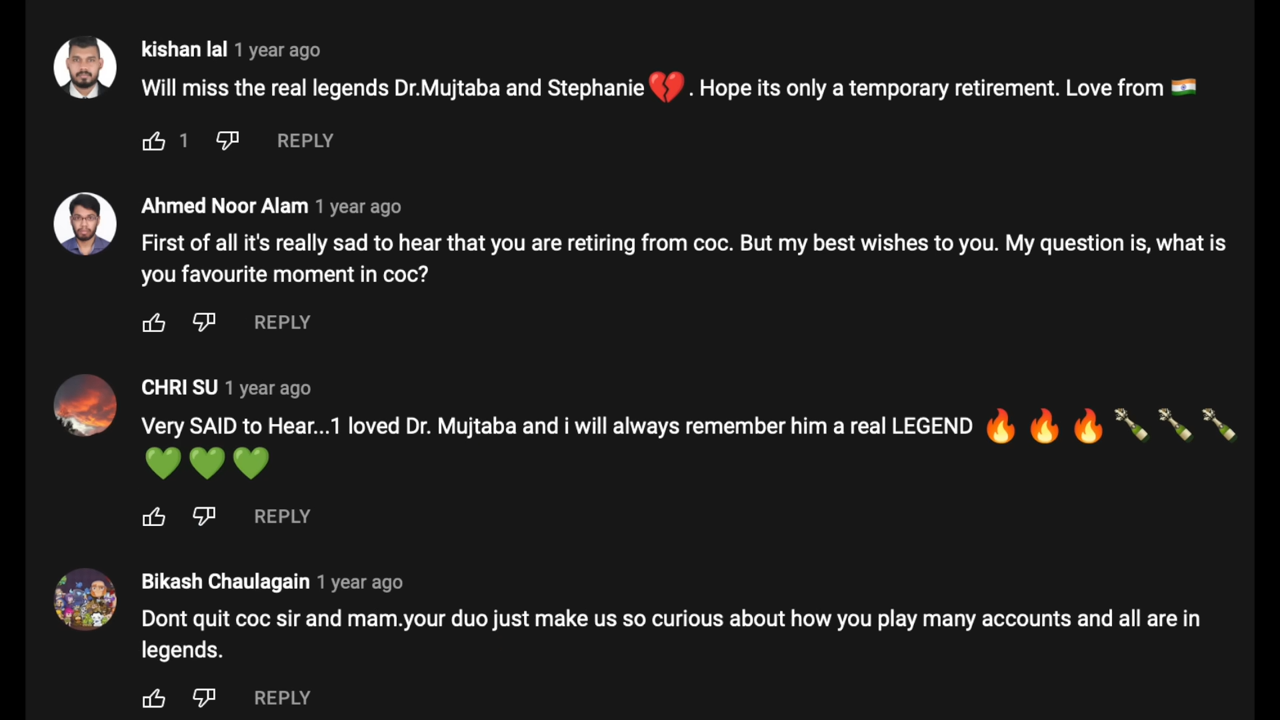 kishan lal 1 year ago
Will miss the real legends Dr.Mujtaba and Stephanie💔. Hope its only a temporary retirement. Love from 🇮🇳
1 REPLY
Ahmed Noor Alam 1 year ago
First of all it's really sad to hear that you are retiring from coc. But my best wishes to you. My question is, what is
you favourite moment in coc?
REPLY
CHRI SU 1 year ago
Very SAID to Hear...1 loved Dr. Mujtaba and i will always remember him a real LEGEND 🔥🔥🔥🍾🍾🍾
💚💚💚
REPLY
Bikash Chaulagain 1 year ago
Dont quit coc sir and mam.your duo just make us so curious about how you play many accounts and all are in
legends.
REPLY